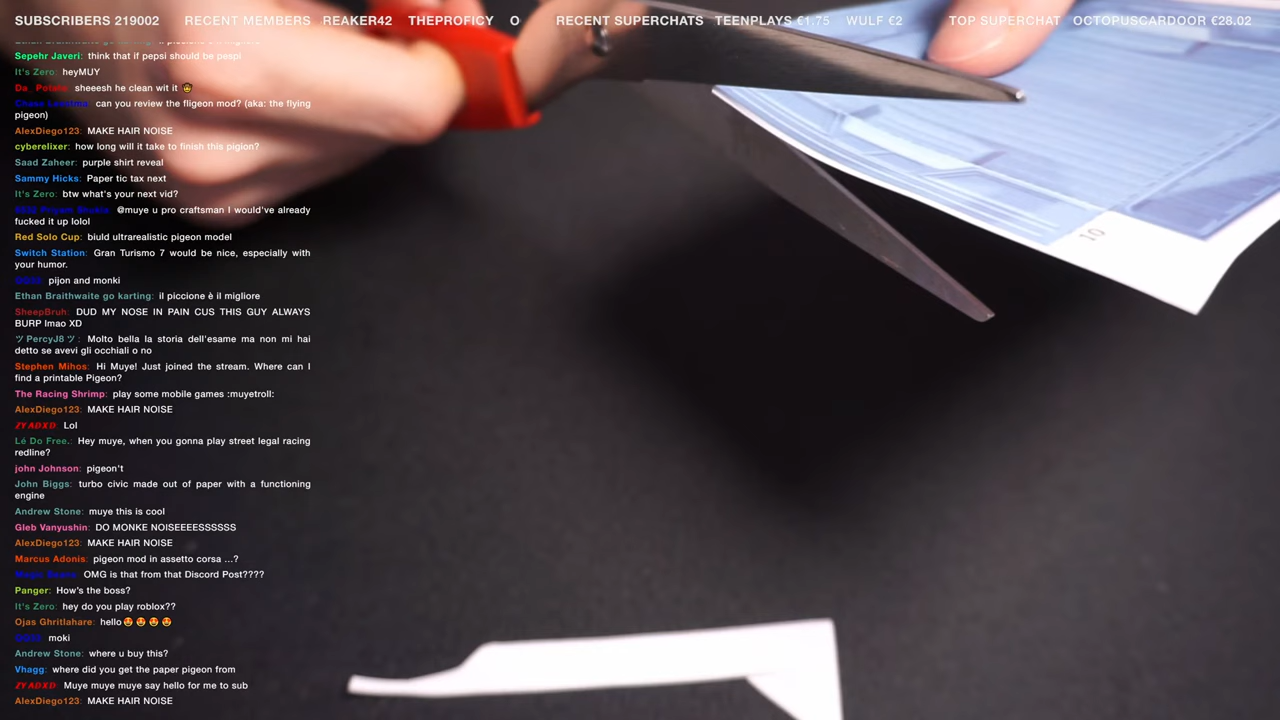 SUBSCRIBERS 219002 RECENT MEMBERS REAKER42 THEPROFICY O RECENT SUPERCHATS TEENPLAYS €1.75 WULF €2 TOP SUPERCHAT OCTOPUSCARDOOR €28.02
Sepehr Javeri: think that if pepsi should be pespi
It's Zero: heyMUY
Da_ Potato: sheeesh he clean wit it 🤠
can you review the fligeon mod? (aka: the flying
pigeon)
AlexDiego123: MAKE HAIR NOISE
cyberelixer: how long will it take to finish this pigion?
Saad Zaheer: purple shirt reveal
Sammy Hicks: Paper tic tax next
It's Zero: btw what's your next vid?
@muye u pro craftsman I would've already
fucked it up lolol
Red Solo Cup: biuld ultrarealistic pigeon model
Switch Station: Gran Turismo 7 would be nice, especially with
your humor.
pijon and monki
Ethan Braithwaite go karting: il piccione è il migliore
SheepBruh: DUD MY NOSE IN PAIN CUS THIS GUY ALWAYS
BURP lmao XD
ツ PercyJ8 ツ: Molto bella la storia dell'esame ma non mi hai
detto se avevi gli occhiali o no
Stephen Mihos: Hi Muye! Just joined the stream. Where can I
find a printable Pigeon?
The Racing Shrimp: play some mobile games :muyetroll:
AlexDiego123: MAKE HAIR NOISE
ZYADXD: Lol
Lé Do Free.: Hey muye, when you gonna play street legal racing
redline?
john Johnson: pigeon't
John Biggs: turbo civic made out of paper with a functioning
engine
Andrew Stone: muye this is cool
Gleb Vanyushin: DO MONKE NOISEEEESSSSSS
AlexDiego123: MAKE HAIR NOISE
Marcus Adonis: pigeon mod in assetto corsa ...?
OMG is that from that Discord Post????
Panger: How's the boss?
It's Zero: hey do you play roblox??
Ojas Ghritlahare: hello😍😍😍😍
moki
Andrew Stone: where u buy this?
Vhagg: where did you get the paper pigeon from
ZYADXD: Muye muye muye say hello for me to sub
AlexDiego123: MAKE HAIR NOISE
10